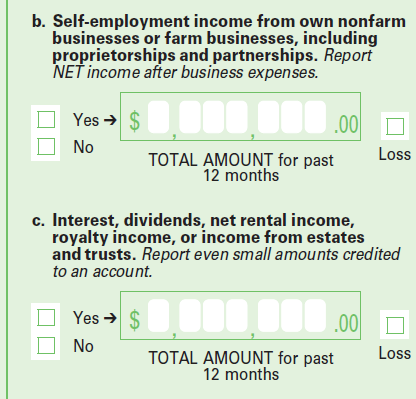 b. Self-employment income from own nonfarm
businesses or farm businesses, including
proprietorships and partnerships. Report
NET income after business expenses.
Yes → $ , , .00
No
Loss
TOTAL AMOUNT for past
12 months
c. Interest, dividends, net rental income,
royalty income, or income from estates
and trusts. Report even small amounts credited
to an account.
Yes → $ , , .00
No
Loss
TOTAL AMOUNT for past
12 months